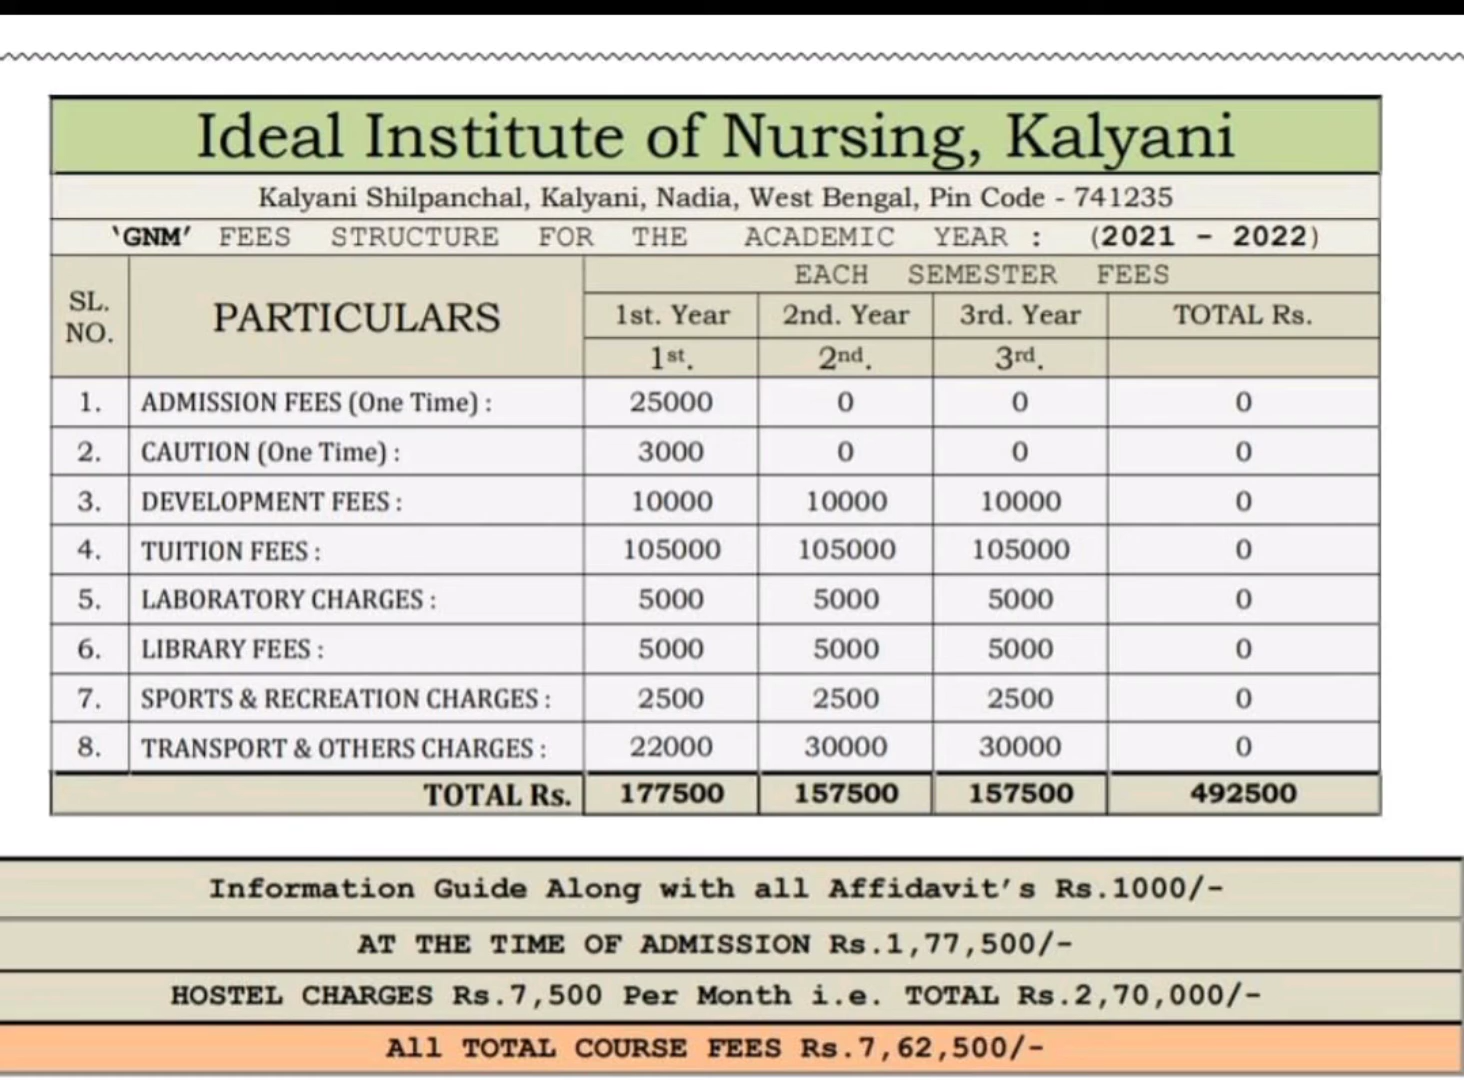 Ideal Institute of Nursing, Kalyani
Kalyani Shilpanchal, Kalyani, Nadia, West Bengal, Pin Code - 741235
‘GNM’ FEES STRUCTURE FOR THE ACADEMIC YEAR : (2021 – 2022)
SL. NO. PARTICULARS EACH SEMESTER FEES
1st. Year 2nd. Year 3rd. Year TOTAL Rs.
1st. 2nd. 3rd.
1. ADMISSION FEES (One Time) : 25000 0 0 0
2. CAUTION (One Time) : 3000 0 0 0
3. DEVELOPMENT FEES : 10000 10000 10000 0
4. TUITION FEES : 105000 105000 105000 0
5. LABORATORY CHARGES : 5000 5000 5000 0
6. LIBRARY FEES : 5000 5000 5000 0
7. SPORTS & RECREATION CHARGES : 2500 2500 2500 0
8. TRANSPORT & OTHERS CHARGES : 22000 30000 30000 0
TOTAL Rs. 177500 157500 157500 492500
Information Guide Along with all Affidavit’s Rs.1000/-
AT THE TIME OF ADMISSION Rs.1,77,500/-
HOSTEL CHARGES Rs.7,500 Per Month i.e. TOTAL Rs.2,70,000/-
All TOTAL COURSE FEES Rs.7,62,500/-